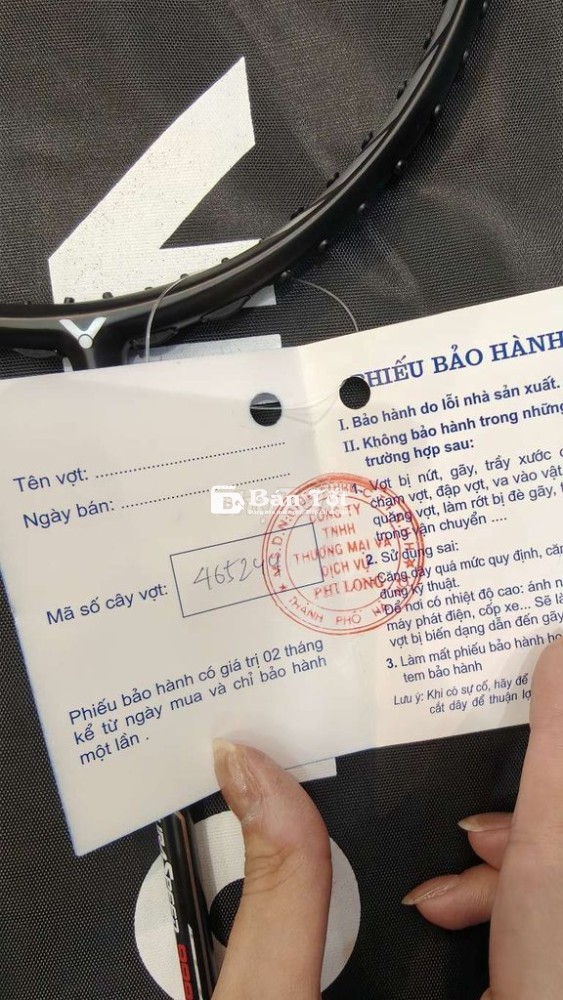 PHIẾU BẢO HÀNH
Tên vợt:
Ngày bán:
Mã số cây vợt:
Phiếu bảo hành có giá trị 02 tháng
kể từ ngày mua và chỉ bảo hành
một lần .
I. Bảo hành do lỗi nhà sản xuất.
II. Không bảo hành trong những
trường hợp sau:
1. Vợt bị nứt, gãy, trầy xước
chạm vợt, đập vợt, va vào vật
quăng vợt, làm rớt bị đè gãy,
trong vận chuyển ....
2. Sử dụng sai:
Căng dây quá mức quy định,
đúng kỹ thuật.
Để nơi có nhiệt độ cao: ánh
máy phát điện, cốp xe... Sẽ
vợt bị biến dạng dẫn đến gãy
3. Làm mất phiếu bảo hành
tem bảo hành
Lưu ý: Khi có sự cố, hãy để
cắt dây để thuận
CÔNG TY
TNHH
THƯƠNG MẠI VÀ
DỊCH VỤ
PHI LONG
THÀNH PHỐ
Bán Tốt
SPEED